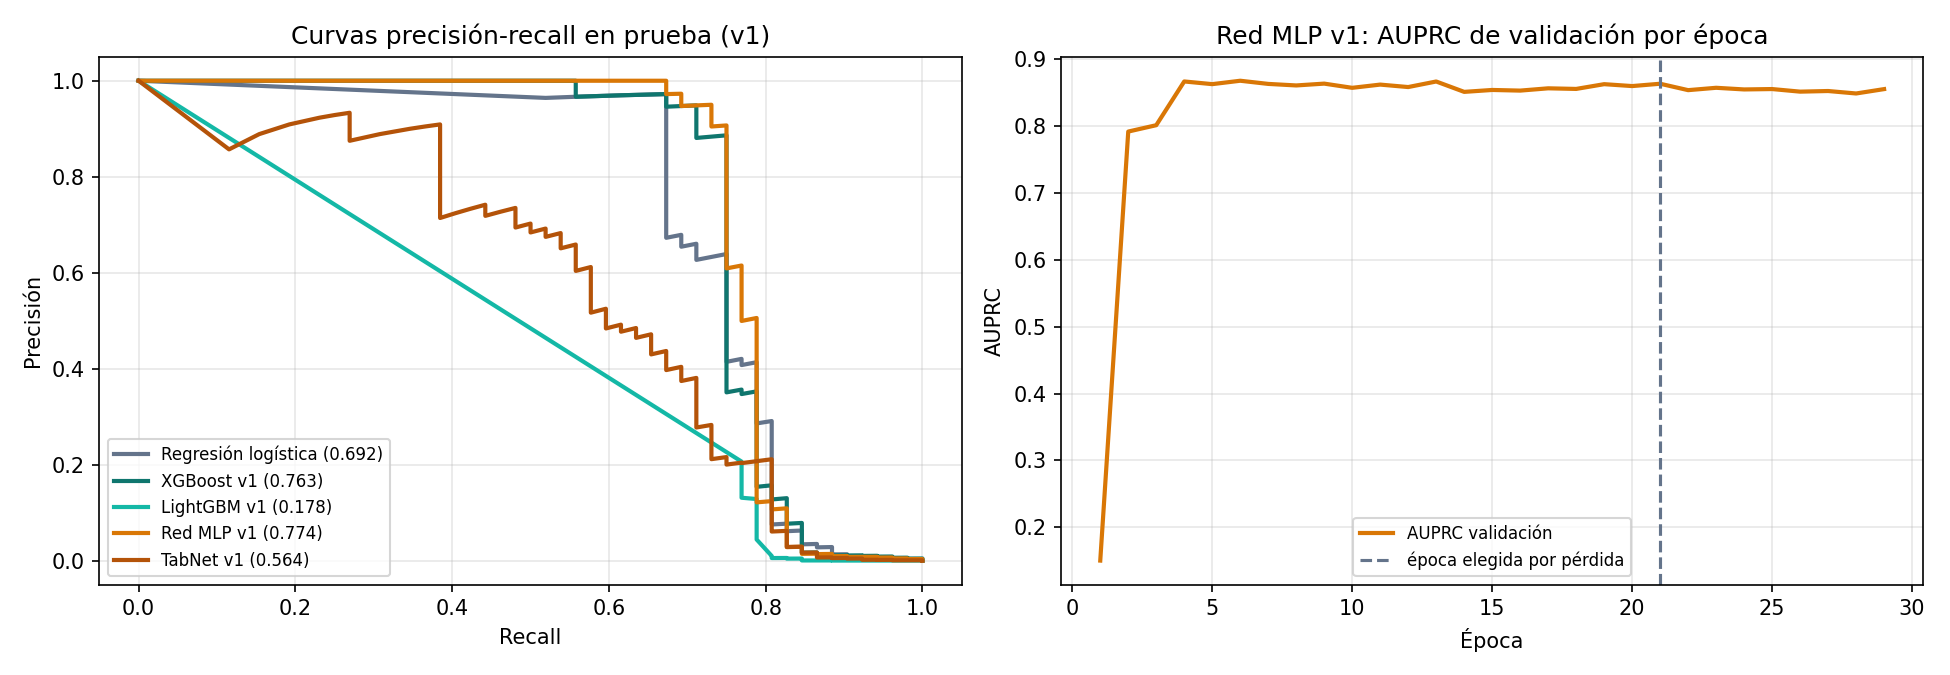 Curvas precisión-recall en prueba (v1)
1.0
0.8
0.6
0.4
0.2
0.0
Precisión
0.0 0.2 0.4 0.6 0.8 1.0
Recall
Regresión logística (0.692)
XGBoost v1 (0.763)
LightGBM v1 (0.178)
Red MLP v1 (0.774)
TabNet v1 (0.564)
Red MLP v1: AUPRC de validación por época
0.9
0.8
0.7
0.6
0.5
0.4
0.3
0.2
AUPRC
0 5 10 15 20 25 30
Época
AUPRC validación
época elegida por pérdida